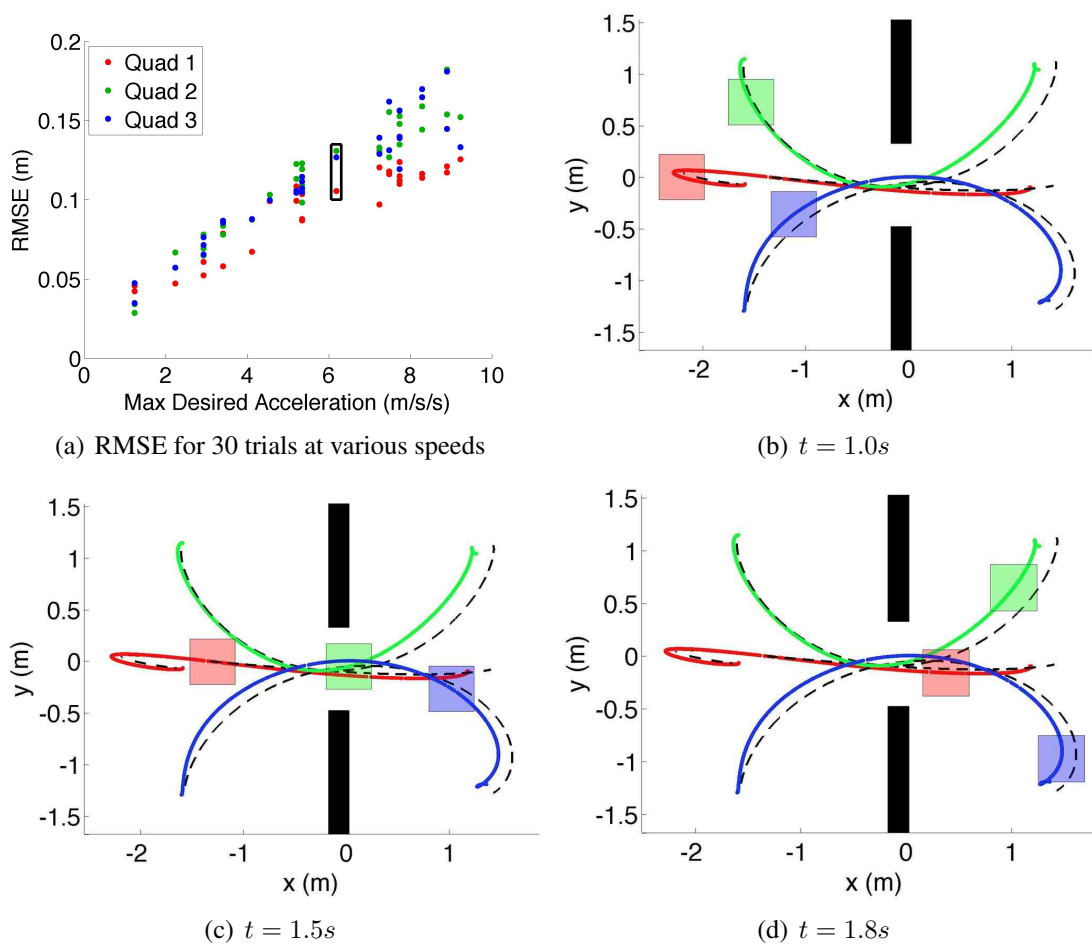 0.2
0.15
0.1
0.05
0
RMSE (m)
Quad 1
Quad 2
Quad 3
0 2 4 6 8 10
Max Desired Acceleration (m/s/s)
(a) RMSE for 30 trials at various speeds
1.5
1
0.5
0
-0.5
-1
-1.5
y (m)
-2 -1 0 1
x (m)
(b) t = 1.0s
1.5
1
0.5
0
-0.5
-1
-1.5
y (m)
-2 -1 0 1
x (m)
(c) t = 1.5s
1.5
1
0.5
0
-0.5
-1
-1.5
y (m)
-2 -1 0 1
x (m)
(d) t = 1.8s